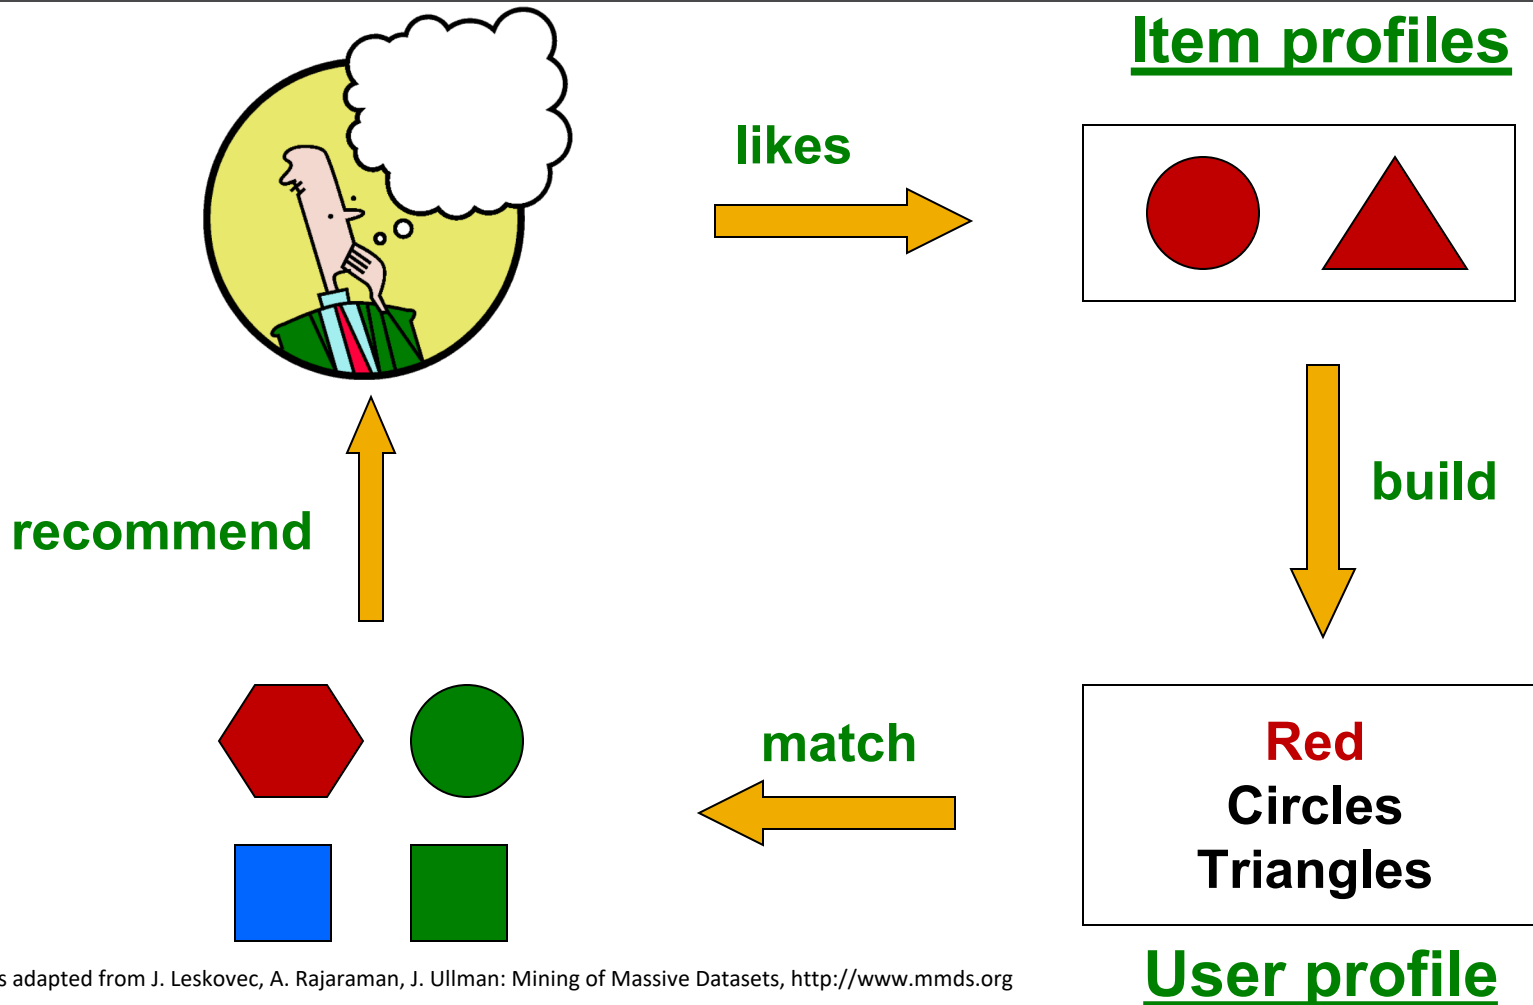 Item profiles
likes
build
recommend
match
Red
Circles
Triangles
adapted from J. Leskovec, A. Rajaraman, J. Ullman: Mining of Massive Datasets, http://www.mmds.org
User profile